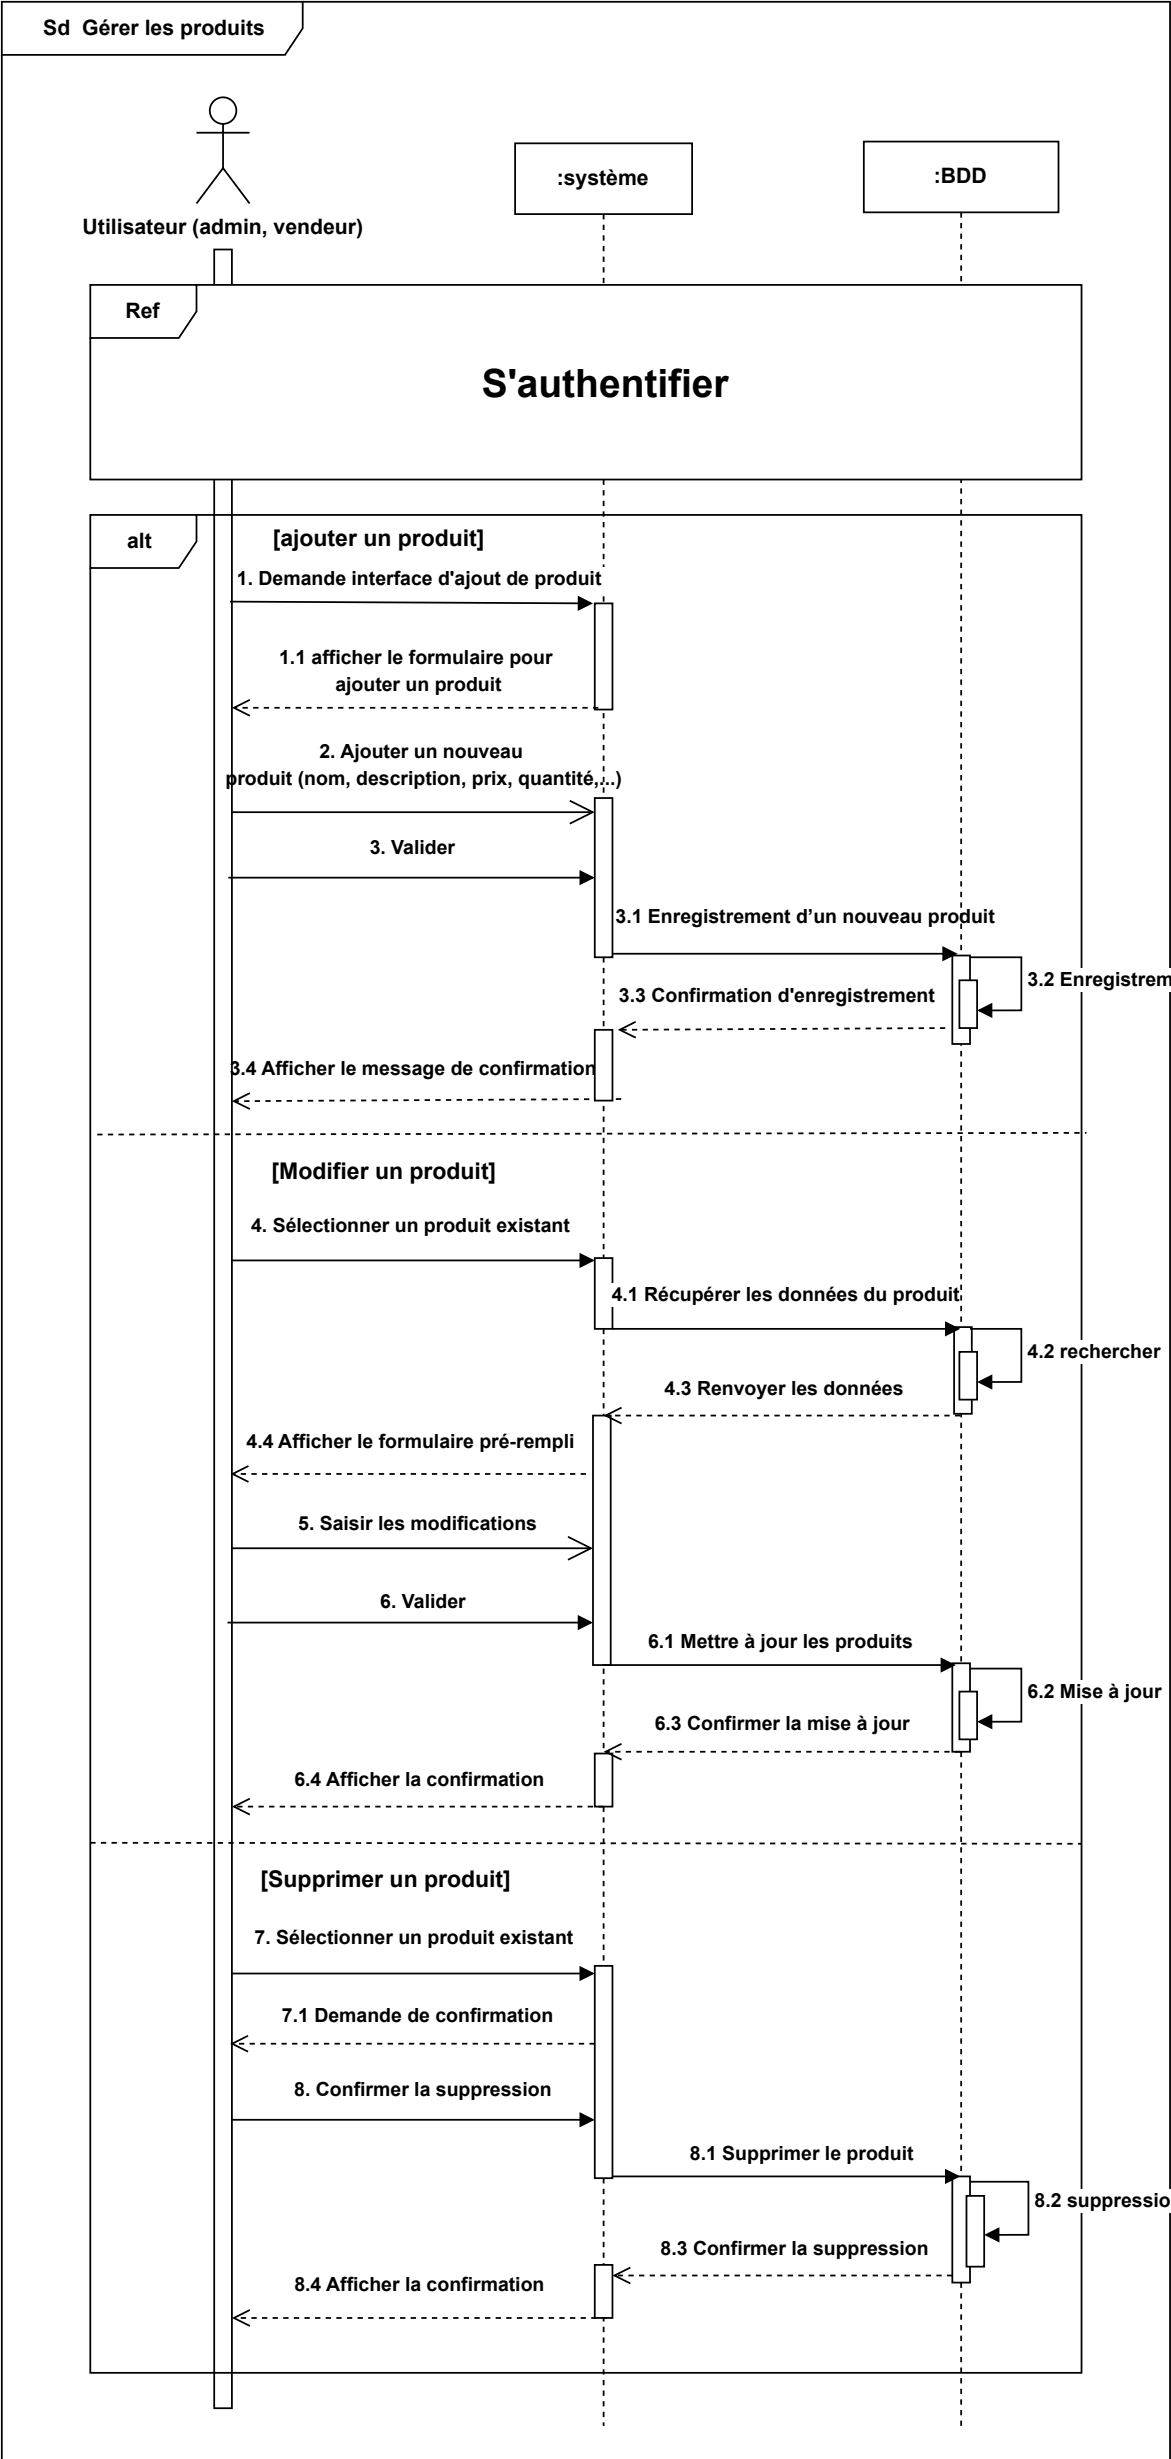 Sd  Gérer les produits
:système
:BDD
Utilisateur (admin, vendeur)
Ref
S'authentifier
alt
[ajouter un produit]
1. Demande interface d'ajout de produit
1.1 afficher le formulaire pour
ajouter un produit
2. Ajouter un nouveau
produit (nom, description, prix, quantité,...)
3. Valider
3.1 Enregistrement d’un nouveau produit
3.2 Enregistrem
3.3 Confirmation d'enregistrement
3.4 Afficher le message de confirmation
[Modifier un produit]
4. Sélectionner un produit existant
4.1 Récupérer les données du produit
4.2 rechercher
4.3 Renvoyer les données
4.4 Afficher le formulaire pré-rempli
5. Saisir les modifications
6. Valider
6.1 Mettre à jour les produits
6.2 Mise à jour
6.3 Confirmer la mise à jour
6.4 Afficher la confirmation
[Supprimer un produit]
7. Sélectionner un produit existant
7.1 Demande de confirmation
8. Confirmer la suppression
8.1 Supprimer le produit
8.2 suppressio
8.3 Confirmer la suppression
8.4 Afficher la confirmation